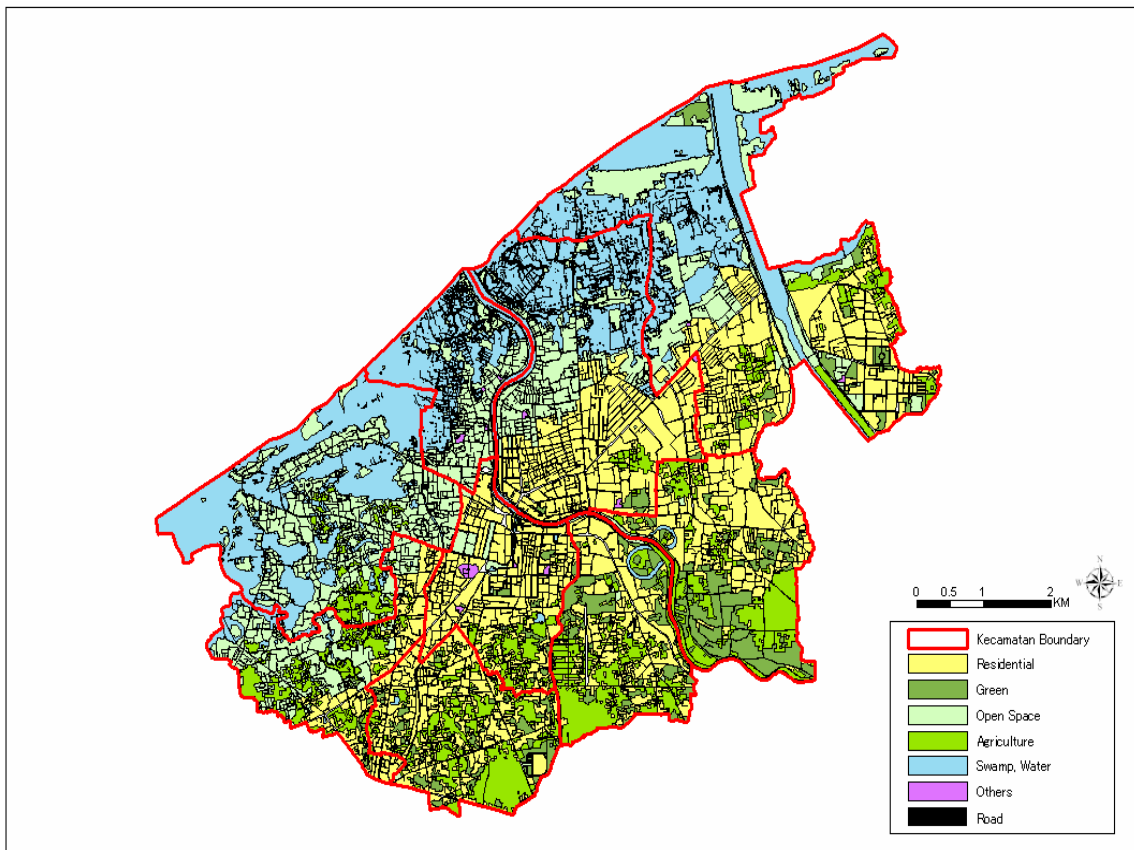 N
W E
S
0 0.5 1 2
KM
Kecamatan Boundary
Residential
Green
Open Space
Agriculture
Swamp, Water
Others
Road